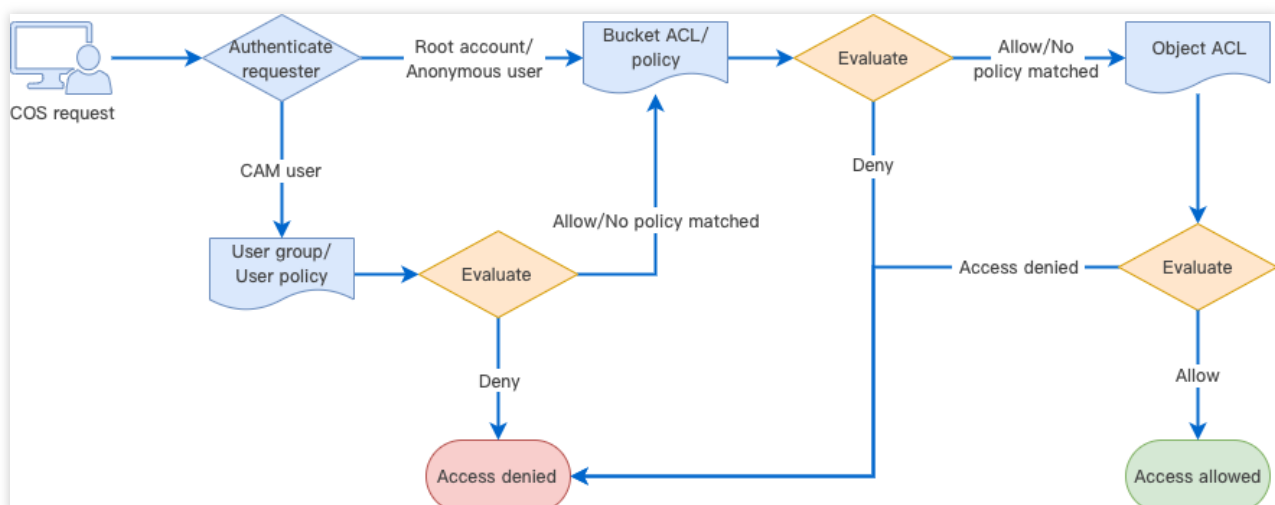 Authenticate
requester
Root account/
Anonymous user
Bucket ACL/
policy
Evaluate
Allow/No
policy matched
Object ACL
COS request
CAM user
Deny
Allow/No policy matched
User group/
User policy
Evaluate
Access denied
Evaluate
Deny
Allow
Access denied
Access allowed